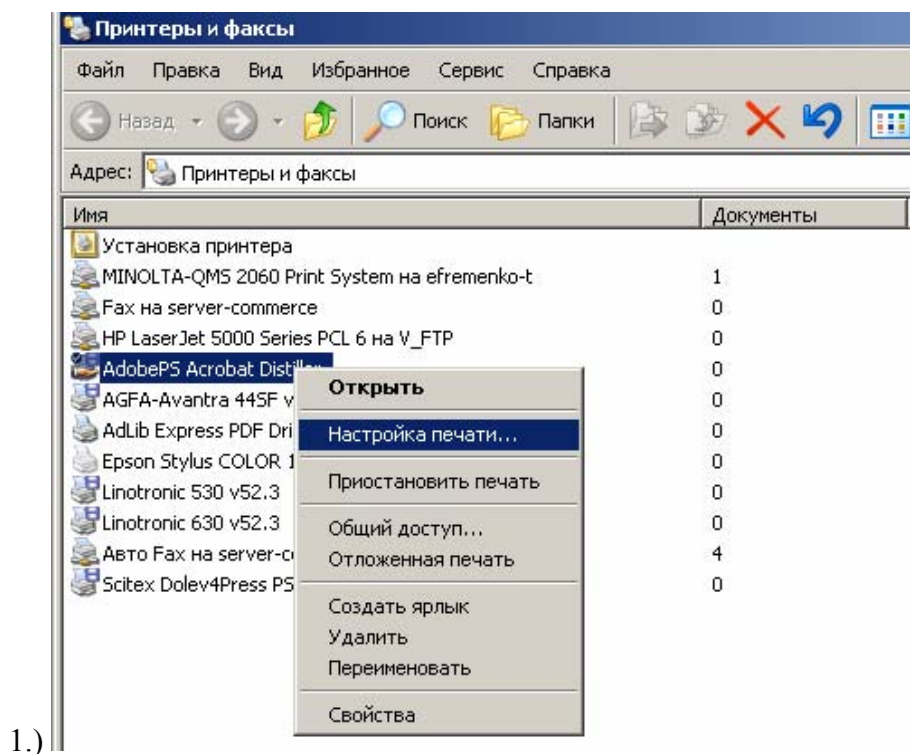 Принтеры и факсы
Файл Правка Вид Избранное Сервис Справка
Назад Поиск Папки
Адрес: Принтеры и факсы
Имя Документы
Установка принтера
MINOLTA-QMS 2060 Print System на efremenko-t 1
Fax на server-commerce 0
HP LaserJet 5000 Series PCL 6 на V_FTP 0
AdobePS Acrobat Distiller 0
AGFA-Avantra 44SF v 0
AdLib Express PDF Dri 0
Epson Stylus COLOR 1 0
Linotronic 530 v52.3 0
Linotronic 630 v52.3 0
Авто Fax на server-co 4
Scitex Dolev4Press PS 0
Открыть
Настройка печати...
Приостановить печать
Общий доступ...
Отложенная печать
Создать ярлык
Удалить
Переименовать
Свойства
1.)